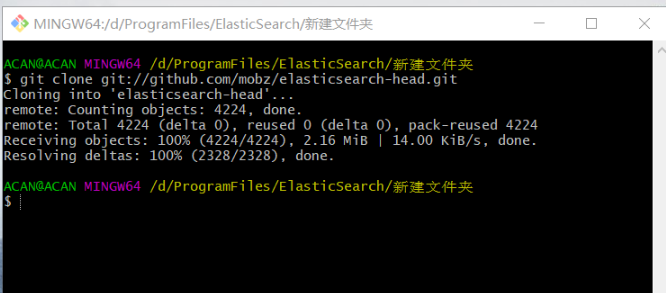 MINGW64:/d/ProgramFiles/ElasticSearch/新建文件夹
ACAN@ACAN MINGW64 /d/ProgramFiles/ElasticSearch/新建文件夹
$ git clone git://github.com/mobz/elasticsearch-head.git
Cloning into 'elasticsearch-head'...
remote: Counting objects: 4224, done.
remote: Total 4224 (delta 0), reused 0 (delta 0), pack-reused 4224
Receiving objects: 100% (4224/4224), 2.16 MiB | 14.00 KiB/s, done.
Resolving deltas: 100% (2328/2328), done.
ACAN@ACAN MINGW64 /d/ProgramFiles/ElasticSearch/新建文件夹
$